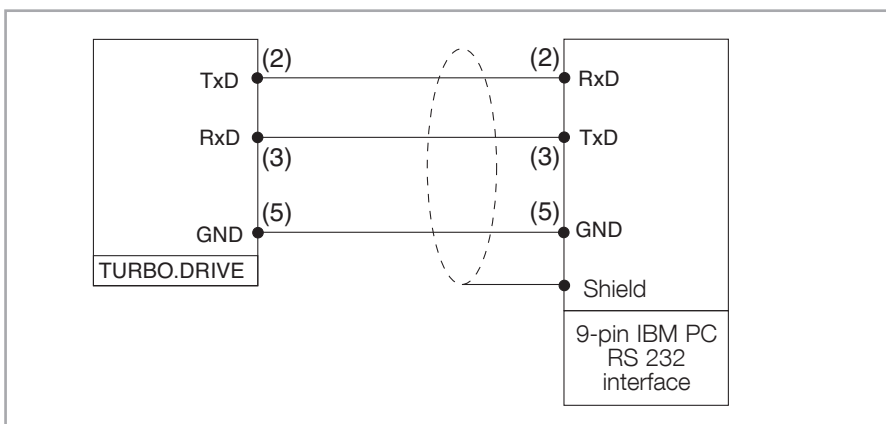 (2) (2)
TxD RxD
RxD TxD
(3) (3)
(5) (5)
GND GND
TURBO.DRIVE
Shield
9-pin IBM PC
RS 232
interface